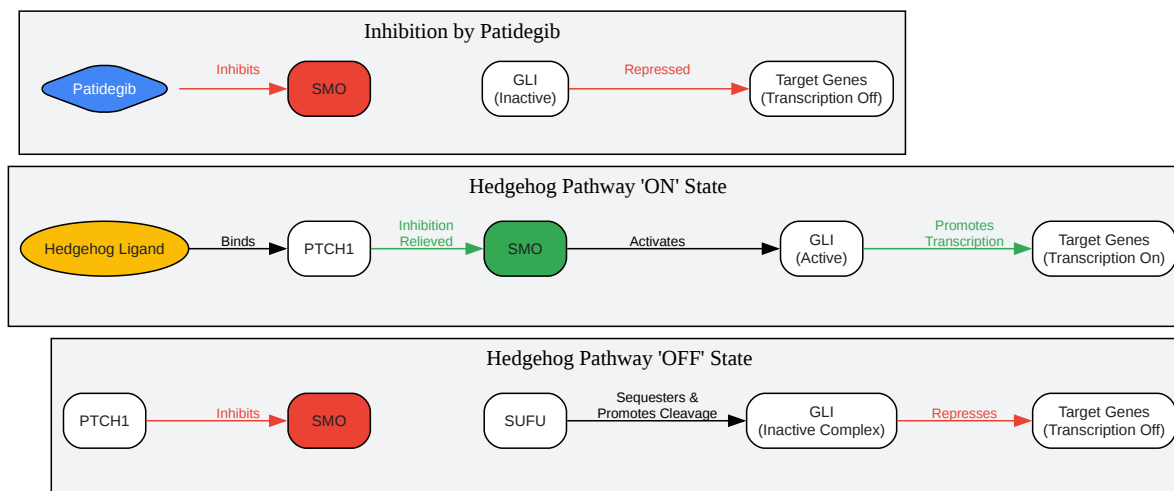 Inhibition by Patidegib
Patidegib
Inhibits
SMO
GLI
(Inactive)
Repressed
Target Genes
(Transcription Off)
Hedgehog Pathway 'ON' State
Hedgehog Ligand
Binds
PTCH1
Inhibition
Relieved
SMO
Activates
GLI
(Active)
Promotes
Transcription
Target Genes
(Transcription On)
Hedgehog Pathway 'OFF' State
PTCH1
Inhibits
SMO
SUFU
Sequesters &
Promotes Cleavage
GLI
(Inactive Complex)
Represses
Target Genes
(Transcription Off)